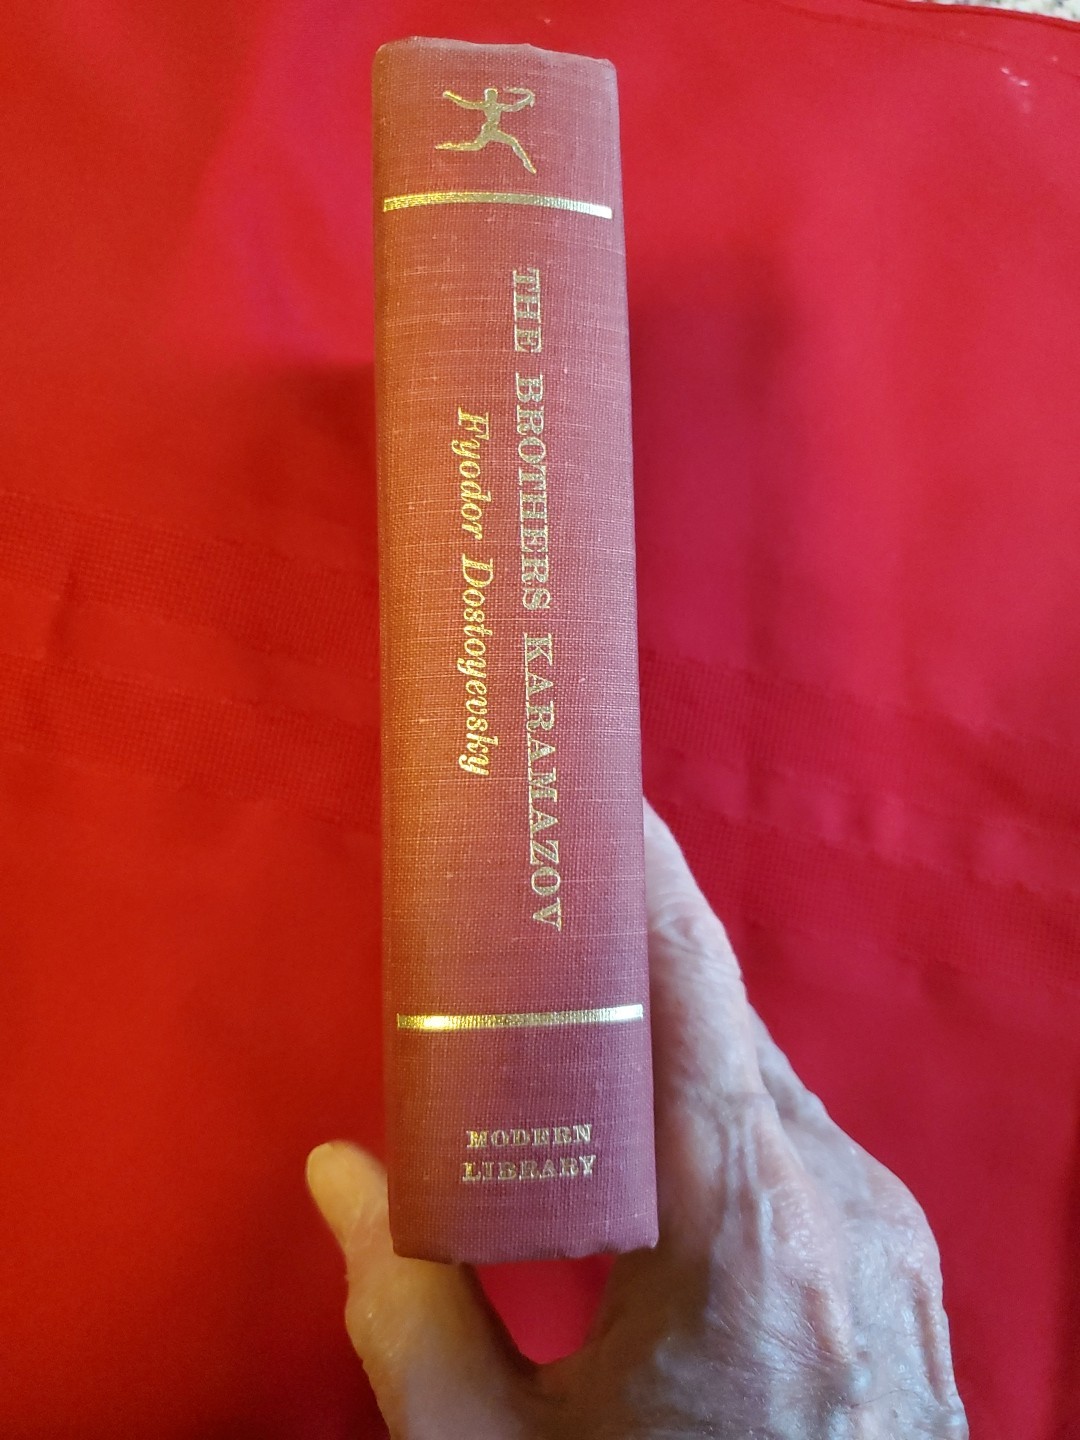 THE BROTHERS KARAMAZOV
Fyodor Dostoyevsky
MODERN
LIBRARY